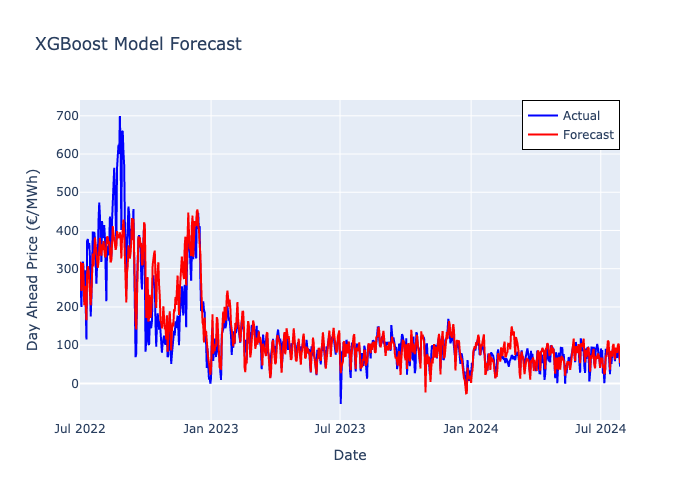 XGBoost Model Forecast
Actual
Forecast
Day Ahead Price (€/MWh)
700
600
500
400
300
200
100
0
Jul 2022
Jan 2023
Jul 2023
Jan 2024
Jul 2024
Date